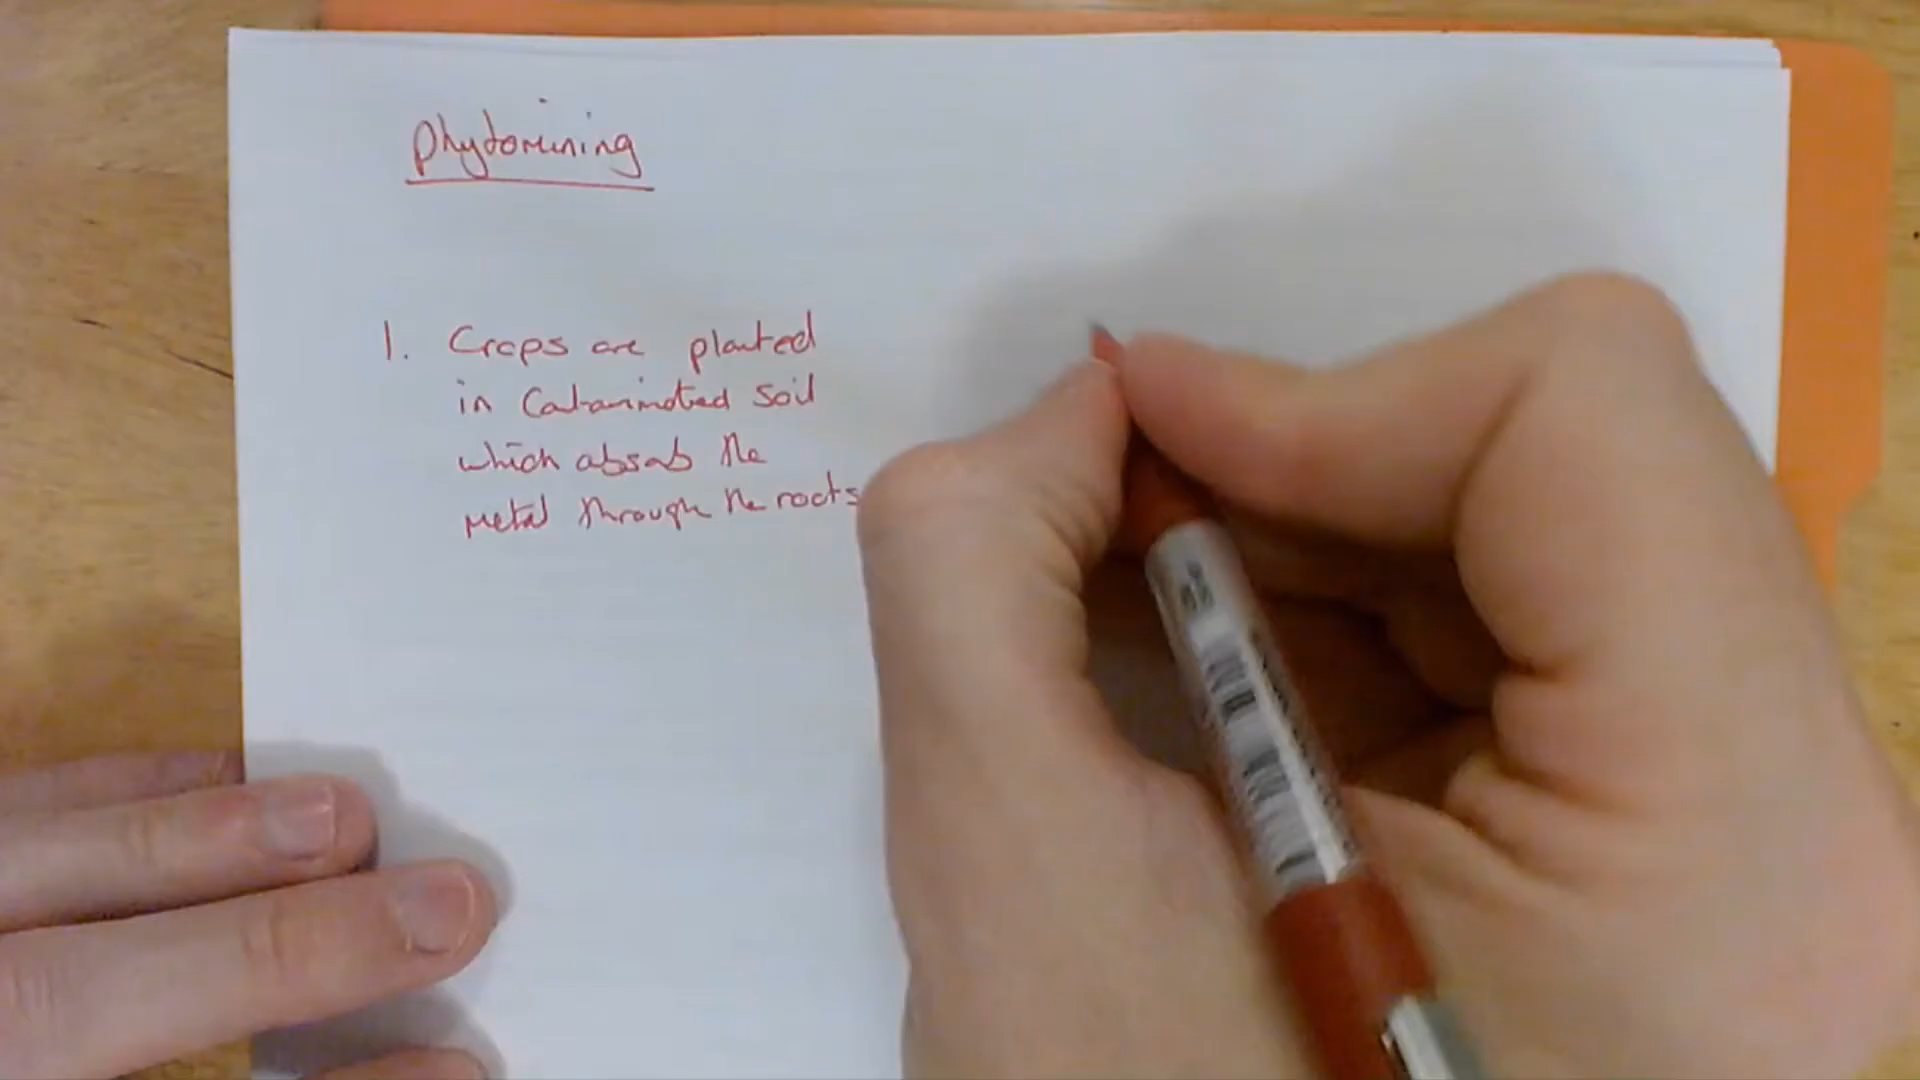 Phytomining
1. Crops are planted
in Contaminated soil
which absorb the
metal through the roots